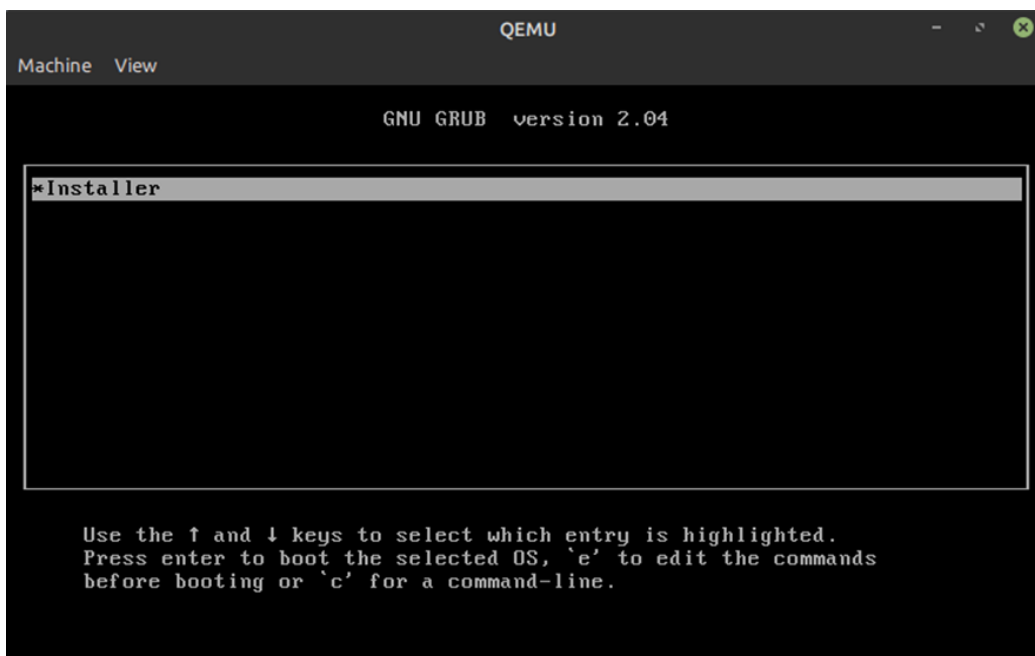 QEMU
Machine View
GNU GRUB version 2.04
*Installer
Use the ↑ and ↓ keys to select which entry is highlighted.
Press enter to boot the selected OS, `e' to edit the commands
before booting or `c' for a command-line.